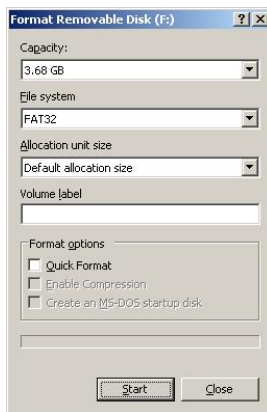 Format Removable Disk (F:)
Capacity:
3.68 GB
File system
FAT32
Allocation unit size
Default allocation size
Volume label
Format options
Quick Format
Enable Compression
Create an MS-DOS startup disk
Start
Close